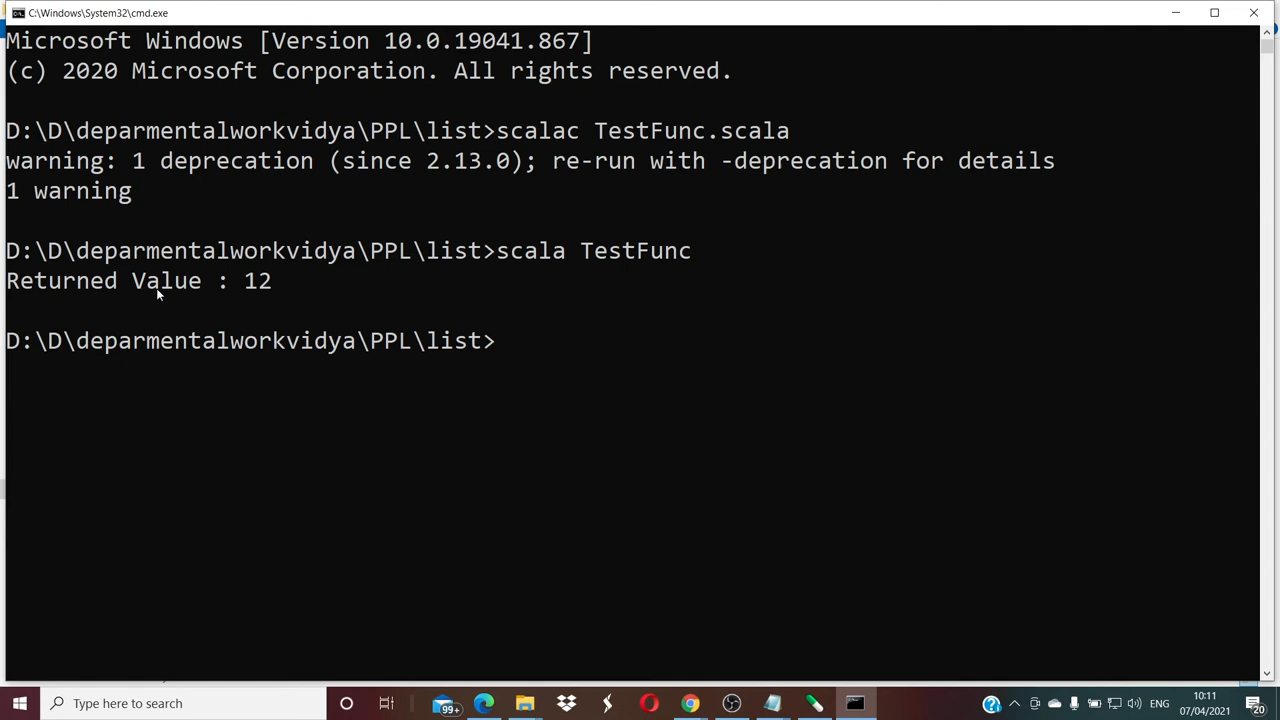 C:\Windows\System32\cmd.exe
Microsoft Windows [Version 10.0.19041.867]
(c) 2020 Microsoft Corporation. All rights reserved.
D:\D\deparmentalworkvidya\PPL\list>scalac TestFunc.scala
warning: 1 deprecation (since 2.13.0); re-run with -deprecation for details
1 warning
D:\D\deparmentalworkvidya\PPL\list>scala TestFunc
Returned Value : 12
D:\D\deparmentalworkvidya\PPL\list>
Type here to search
99+
ENG
10:11
07/04/2021
20